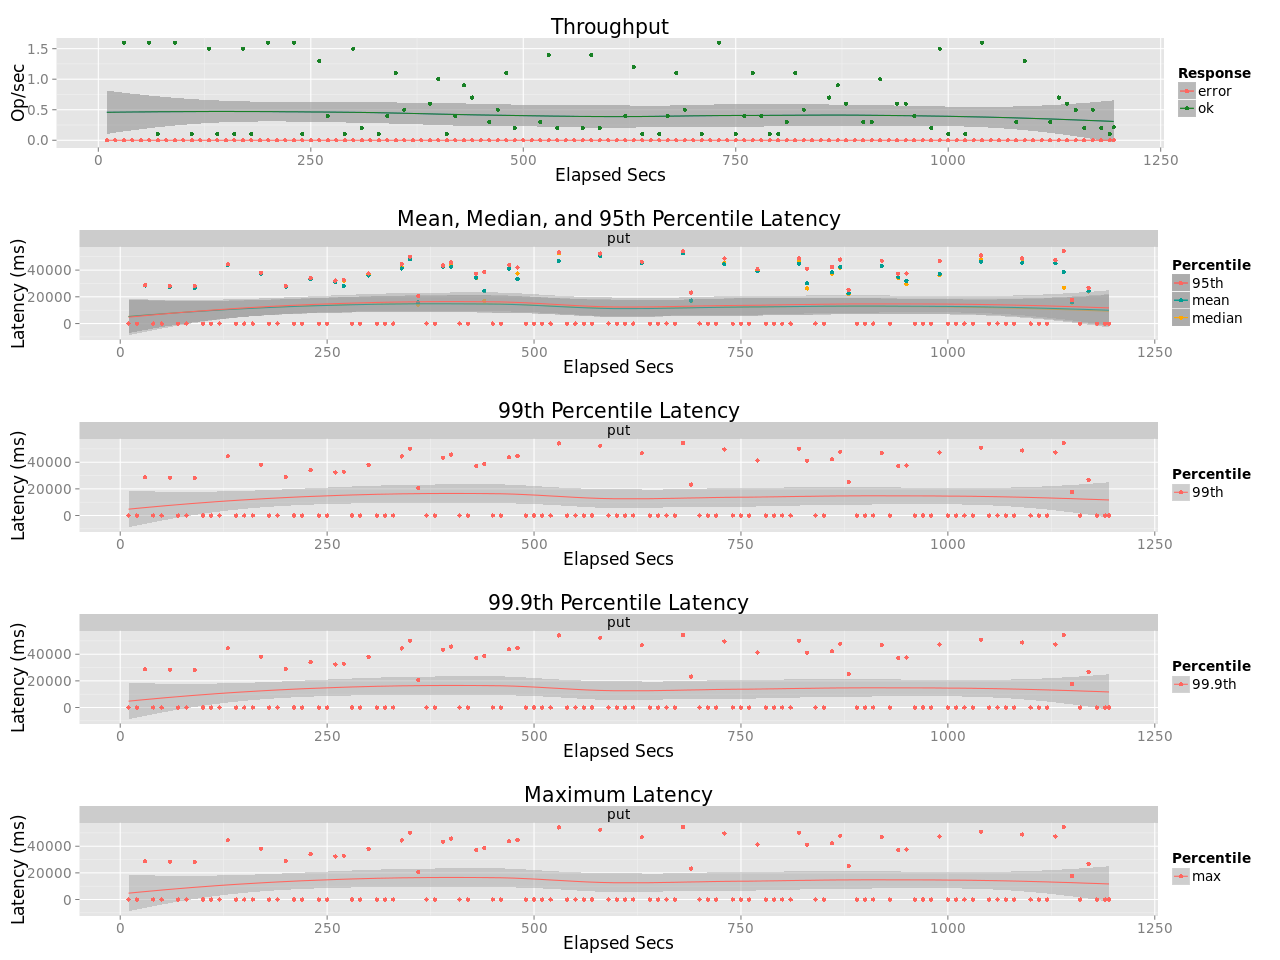 Throughput
Op/sec
1.5
1.0
0.5
0.0
0 250 500 750 1000 1250
Elapsed Secs
Response
error
ok
Mean, Median, and 95th Percentile Latency
put
Latency (ms)
40000
20000
0
0 250 500 750 1000 1250
Elapsed Secs
Percentile
95th
mean
median
99th Percentile Latency
put
Latency (ms)
40000
20000
0
0 250 500 750 1000 1250
Elapsed Secs
Percentile
99th
99.9th Percentile Latency
put
Latency (ms)
40000
20000
0
0 250 500 750 1000 1250
Elapsed Secs
Percentile
99.9th
Maximum Latency
put
Latency (ms)
40000
20000
0
0 250 500 750 1000 1250
Elapsed Secs
Percentile
max